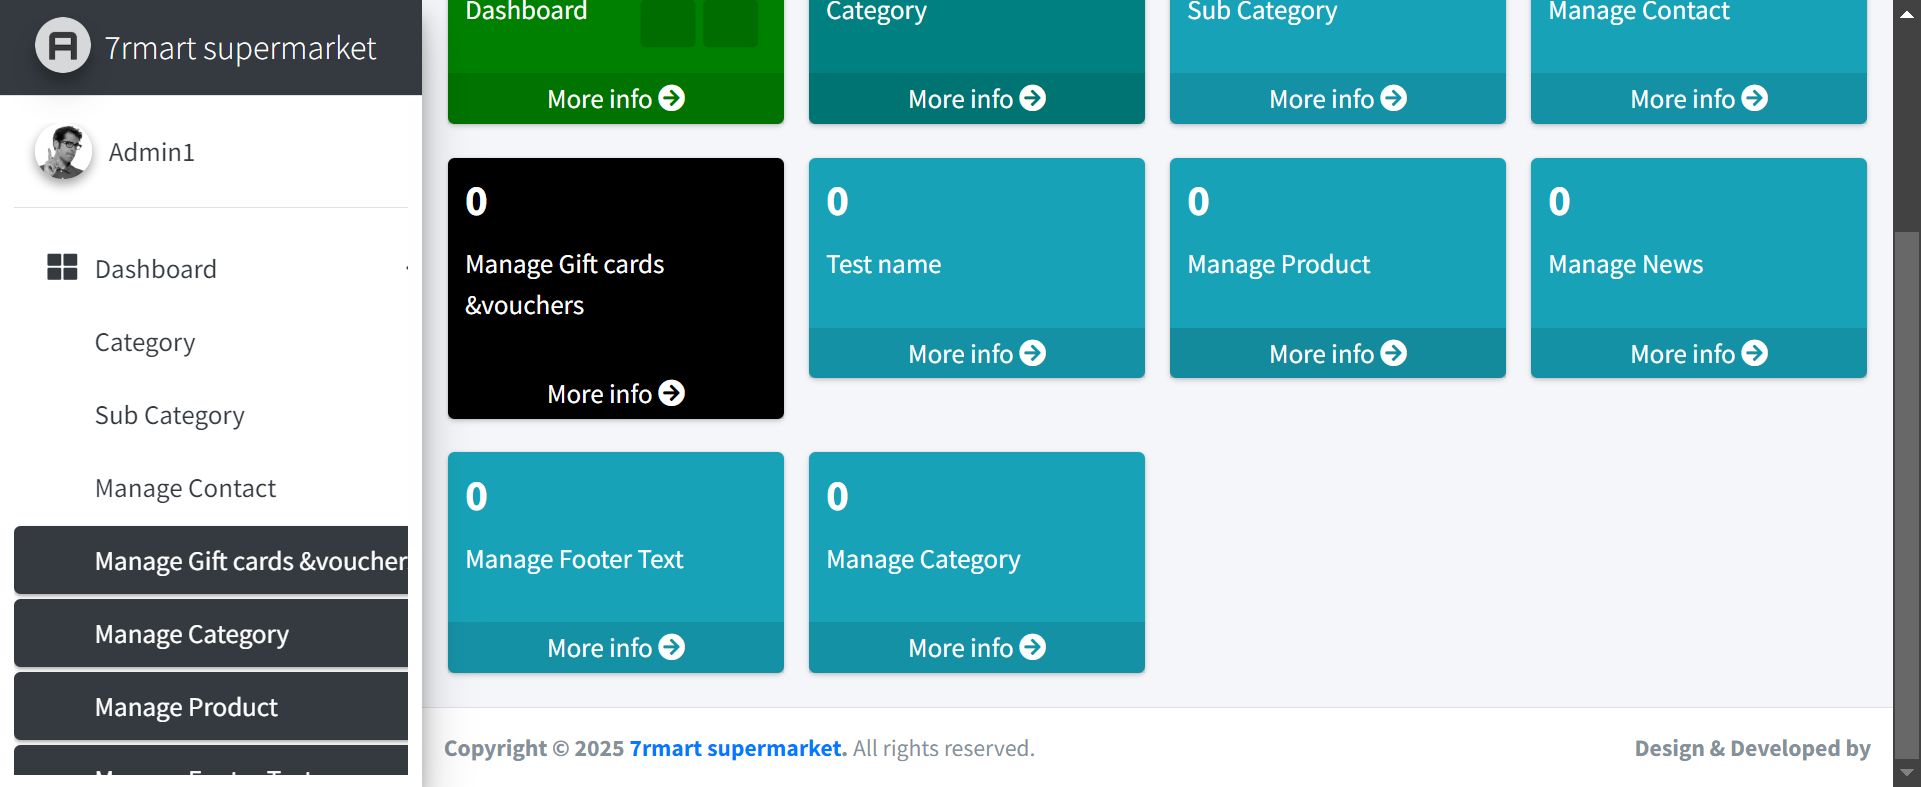 7rmart supermarket
Admin1
Dashboard
Category
Sub Category
Manage Contact
Manage Gift cards &voucher
Manage Category
Manage Product
Manage Footer Text
Dashboard
More info
Category
More info
Sub Category
More info
Manage Contact
More info
0
Manage Gift cards
&vouchers
More info
0
Test name
More info
0
Manage Product
More info
0
Manage News
More info
0
Manage Footer Text
More info
0
Manage Category
More info
Copyright © 2025 7rmart supermarket. All rights reserved.
Design & Developed by